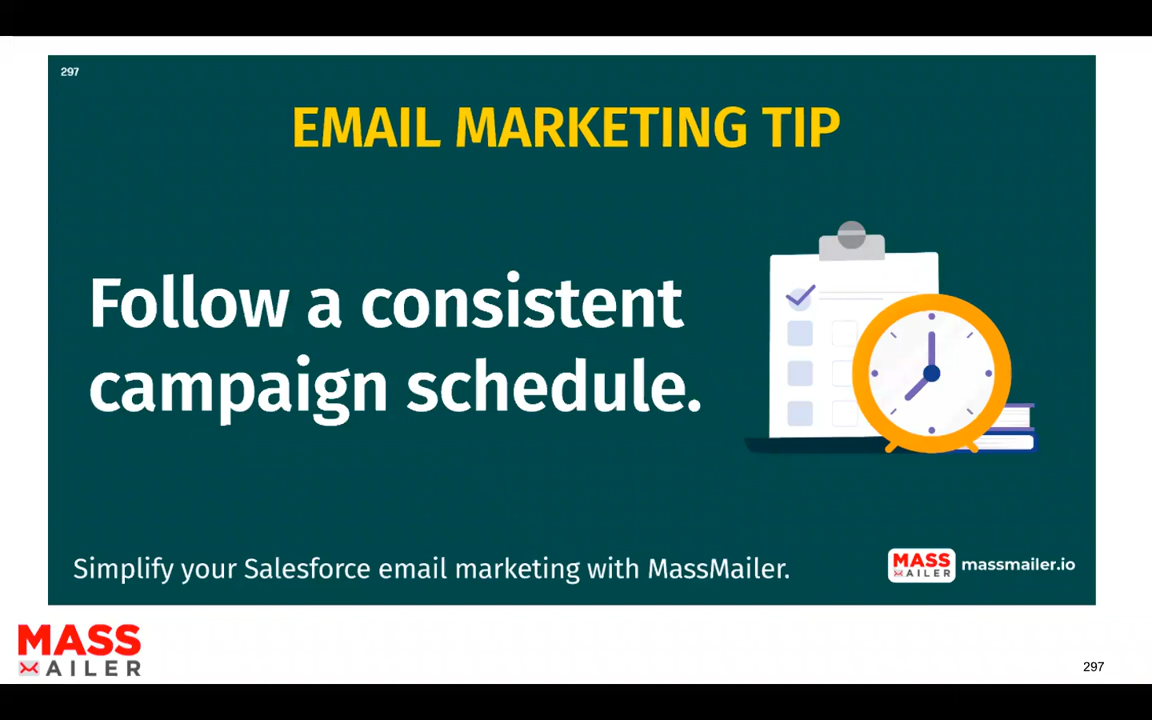 297
EMAIL MARKETING TIP
Follow a consistent
campaign schedule.
Simplify your Salesforce email marketing with MassMailer.
MASS
AILER
massmailer.io
MASS
AILER
297